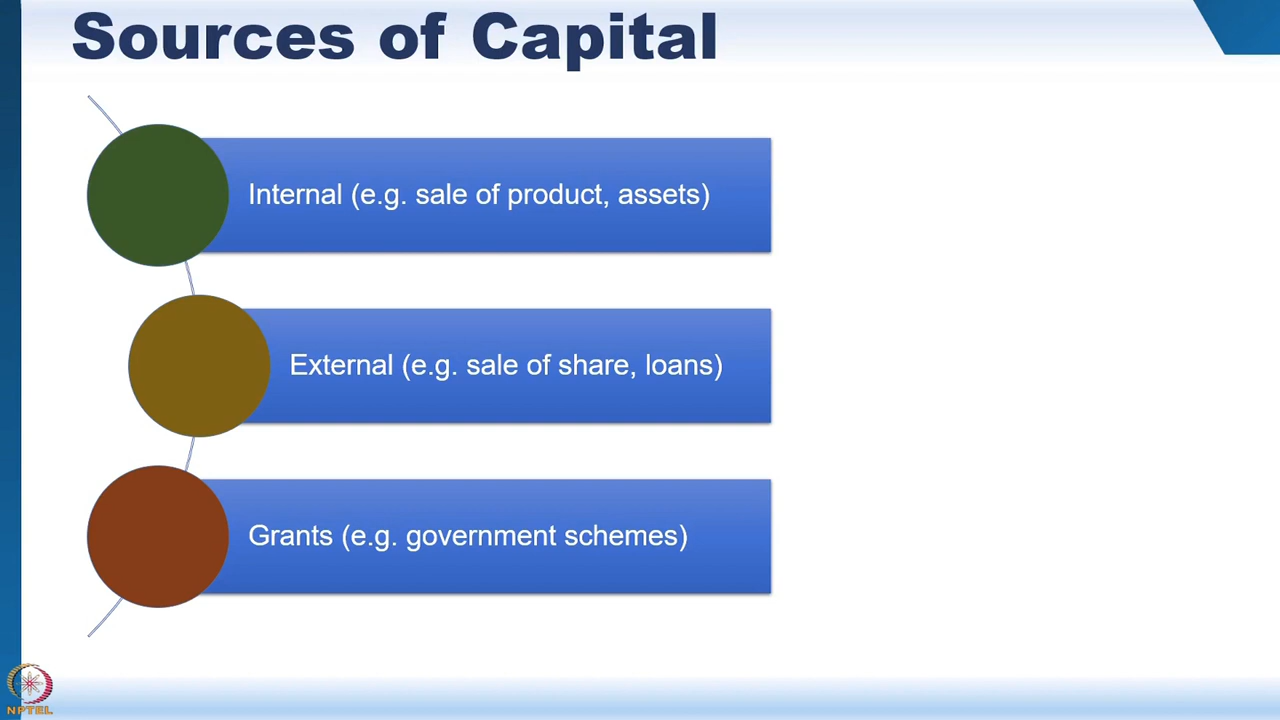 Sources of Capital
Internal (e.g. sale of product, assets)
External (e.g. sale of share, loans)
Grants (e.g. government schemes)
NPTEL